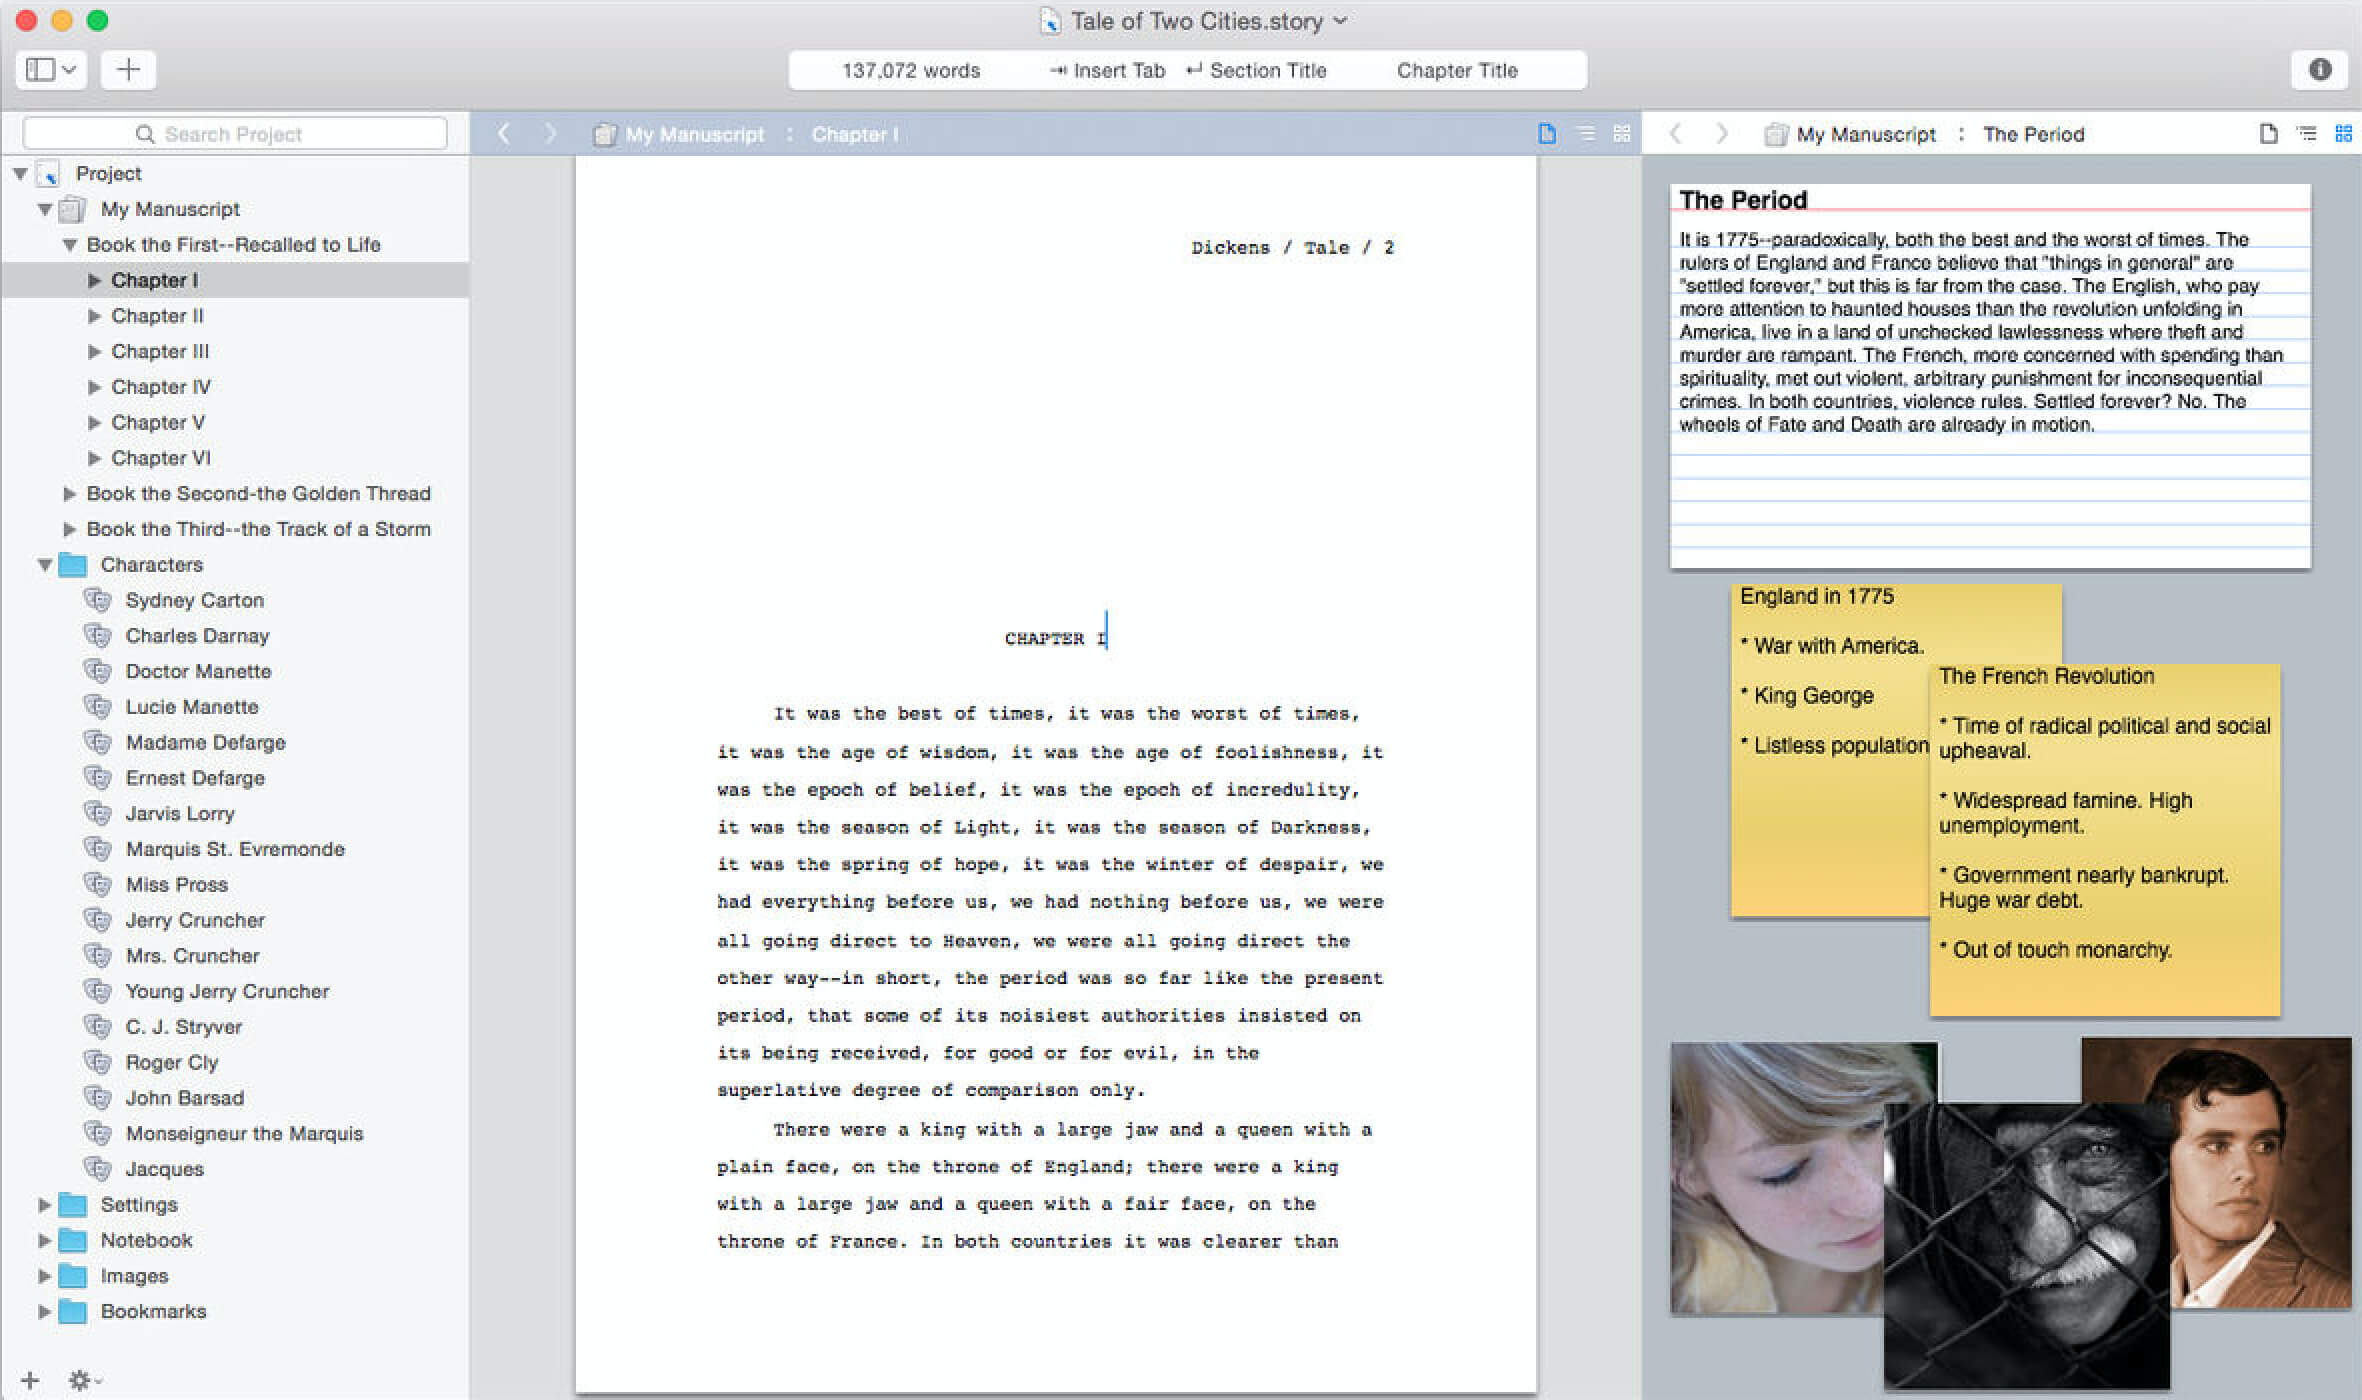 Tale of Two Cities.story
137,072 words
Insert Tab
Section Title
Chapter Title
Search Project
Project
My Manuscript
Book the First--Recalled to Life
Chapter I
Chapter II
Chapter III
Chapter IV
Chapter V
Chapter VI
Book the Second-the Golden Thread
Book the Third--the Track of a Storm
Characters
Sydney Carton
Charles Darnay
Doctor Manette
Lucie Manette
Madame Defarge
Ernest Defarge
Jarvis Lorry
Marquis St. Evremonde
Miss Pross
Jerry Cruncher
Mrs. Cruncher
Young Jerry Cruncher
C. J. Stryver
Roger Cly
John Barsad
Monseigneur the Marquis
Jacques
Settings
Notebook
Images
Bookmarks
My Manuscript : Chapter I
Dickens / Tale / 2
CHAPTER I
It was the best of times, it was the worst of times,
it was the age of wisdom, it was the age of foolishness, it
was the epoch of belief, it was the epoch of incredulity,
it was the season of Light, it was the season of Darkness,
it was the spring of hope, it was the winter of despair, we
had everything before us, we had nothing before us, we were
all going direct to Heaven, we were all going direct the
other way--in short, the period was so far like the present
period, that some of its noisiest authorities insisted on
its being received, for good or for evil, in the
superlative degree of comparison only.
There were a king with a large jaw and a queen with a
plain face, on the throne of England; there were a king
with a large jaw and a queen with a fair face, on the
throne of France. In both countries it was clearer than
My Manuscript : The Period
The Period
It is 1775--paradoxically, both the best and the worst of times. The
rulers of England and France believe that "things in general" are
"settled forever," but this is far from the case. The English, who pay
more attention to haunted houses than the revolution unfolding in
America, live in a land of unchecked lawlessness where theft and
murder are rampant. The French, more concerned with spending than
spirituality, met out violent, arbitrary punishment for inconsequential
crimes. In both countries, violence rules. Settled forever? No. The
wheels of Fate and Death are already in motion.
England in 1775
* War with America.
* King George
* Listless population
The French Revolution
* Time of radical political and social
upheaval.
* Widespread famine. High
unemployment.
* Government nearly bankrupt.
Huge war debt.
* Out of touch monarchy.